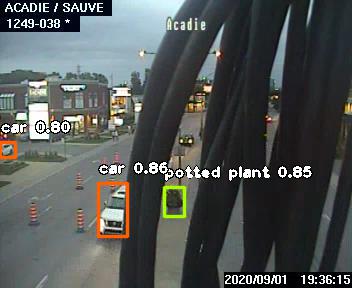 ACADIE / SAUVE
1249-038 *
Acadie
car 0.80
car 0.86
potted plant 0.85
2020/09/01 19:36:15